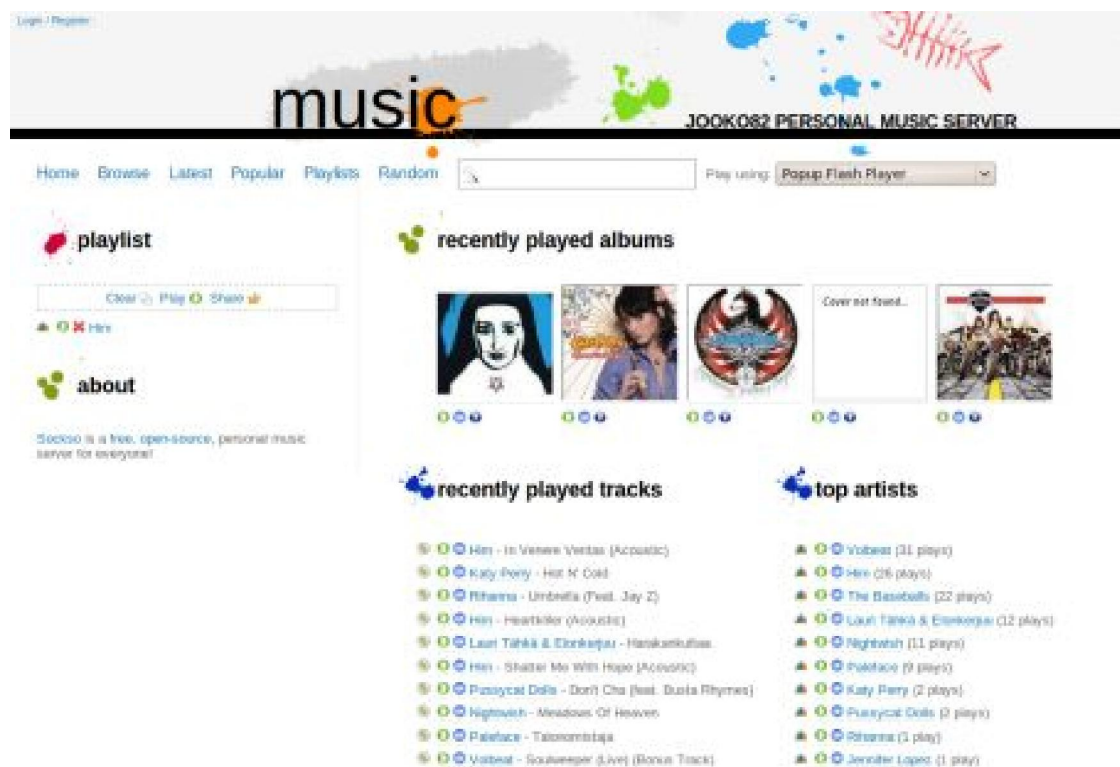 Login / Register
music
JOOKO82 PERSONAL MUSIC SERVER
Home Browse Latest Popular Playlists Random
Play using: Popup Flash Player
playlist
Clear Play Share
Him
about
Sockso is a free, open-source, personal music
server for everyone!
recently played albums
Cover not found...
recently played tracks
Him - In Venere Veritas (Acoustic)
Katy Perry - Hot N' Cold
Rihanna - Umbrella (Feat. Jay Z)
Him - Heartkiller (Acoustic)
Lauri Tähkä & Elonkerjuu -
Him - Shatter Me With Hope (Acoustic)
Pussycat Dolls - Don't Cha (feat. Busta Rhymes)
Nightwish - Meadows Of Heaven
Paleface - Talonomistaja
Volbeat - Soulweeper (Live) (Bonus Track)
top artists
Volbeat (31 plays)
Him (26 plays)
The Baseballs (22 plays)
Lauri Tähkä & Elonkerjuu (12 plays)
Nightwish (11 plays)
Paleface (9 plays)
Katy Perry (2 plays)
Pussycat Dolls (2 plays)
Rihanna (1 play)
Jennifer Lopez (1 play)